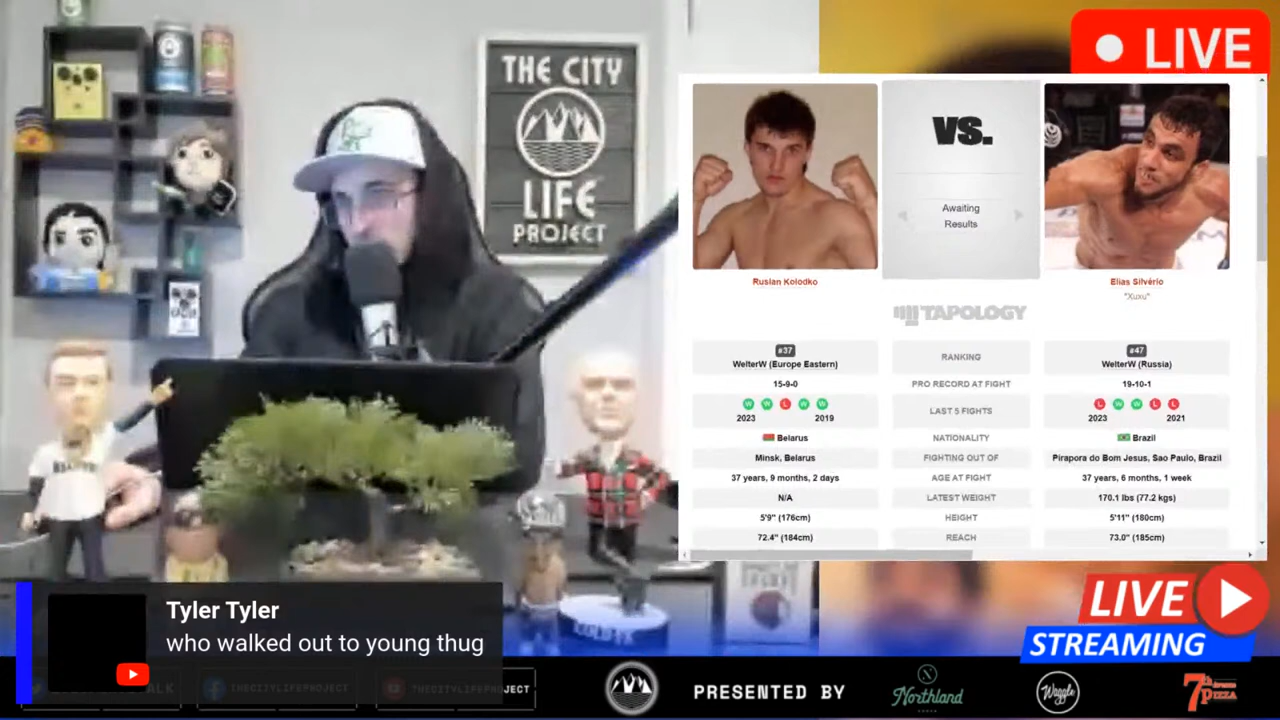 LIVE
THE CITY
LIFE
PROJECT
VS.
Awaiting
Results
Ruslan Kolodko
Elias Silvério
"Xuxu"
TAPOLOGY
#37
WelterW (Europe Eastern)
RANKING
#47
WelterW (Russia)
15-9-0
PRO RECORD AT FIGHT
19-10-1
W W L W W
2023 2019
LAST 5 FIGHTS
L W W L L
2023 2021
Belarus
NATIONALITY
Brazil
Minsk, Belarus
FIGHTING OUT OF
Pirapora do Bom Jesus, Sao Paulo, Brazil
37 years, 9 months, 2 days
AGE AT FIGHT
37 years, 6 months, 1 week
N/A
LATEST WEIGHT
170.1 lbs (77.2 kgs)
5'9" (176cm)
HEIGHT
5'11" (180cm)
72.4" (184cm)
REACH
73.0" (185cm)
Tyler Tyler
who walked out to young thug
LIVE
STREAMING
THECITYLIFEPROJECT
THECITYLIFEPROJECT
PRESENTED BY
Northland
Waggle
7th Avenue
PIZZA